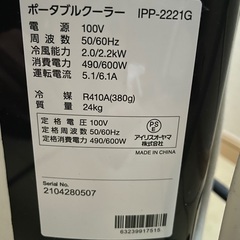 ポータブルクーラー IPP-2221G
電源 100V
周波数 50/60Hz
冷風能力 2.0/2.2kW
消費電力 490/600W
運転電流 5.1/6.1A
冷媒 R410A(380g)
質量 24kg
定格電圧 100V
定格周波数 50/60Hz
定格消費電力 490/600W
PS
E
アイリスオーヤマ
株式会社
MADE IN CHINA
Serial No.
2104280507
63239917515